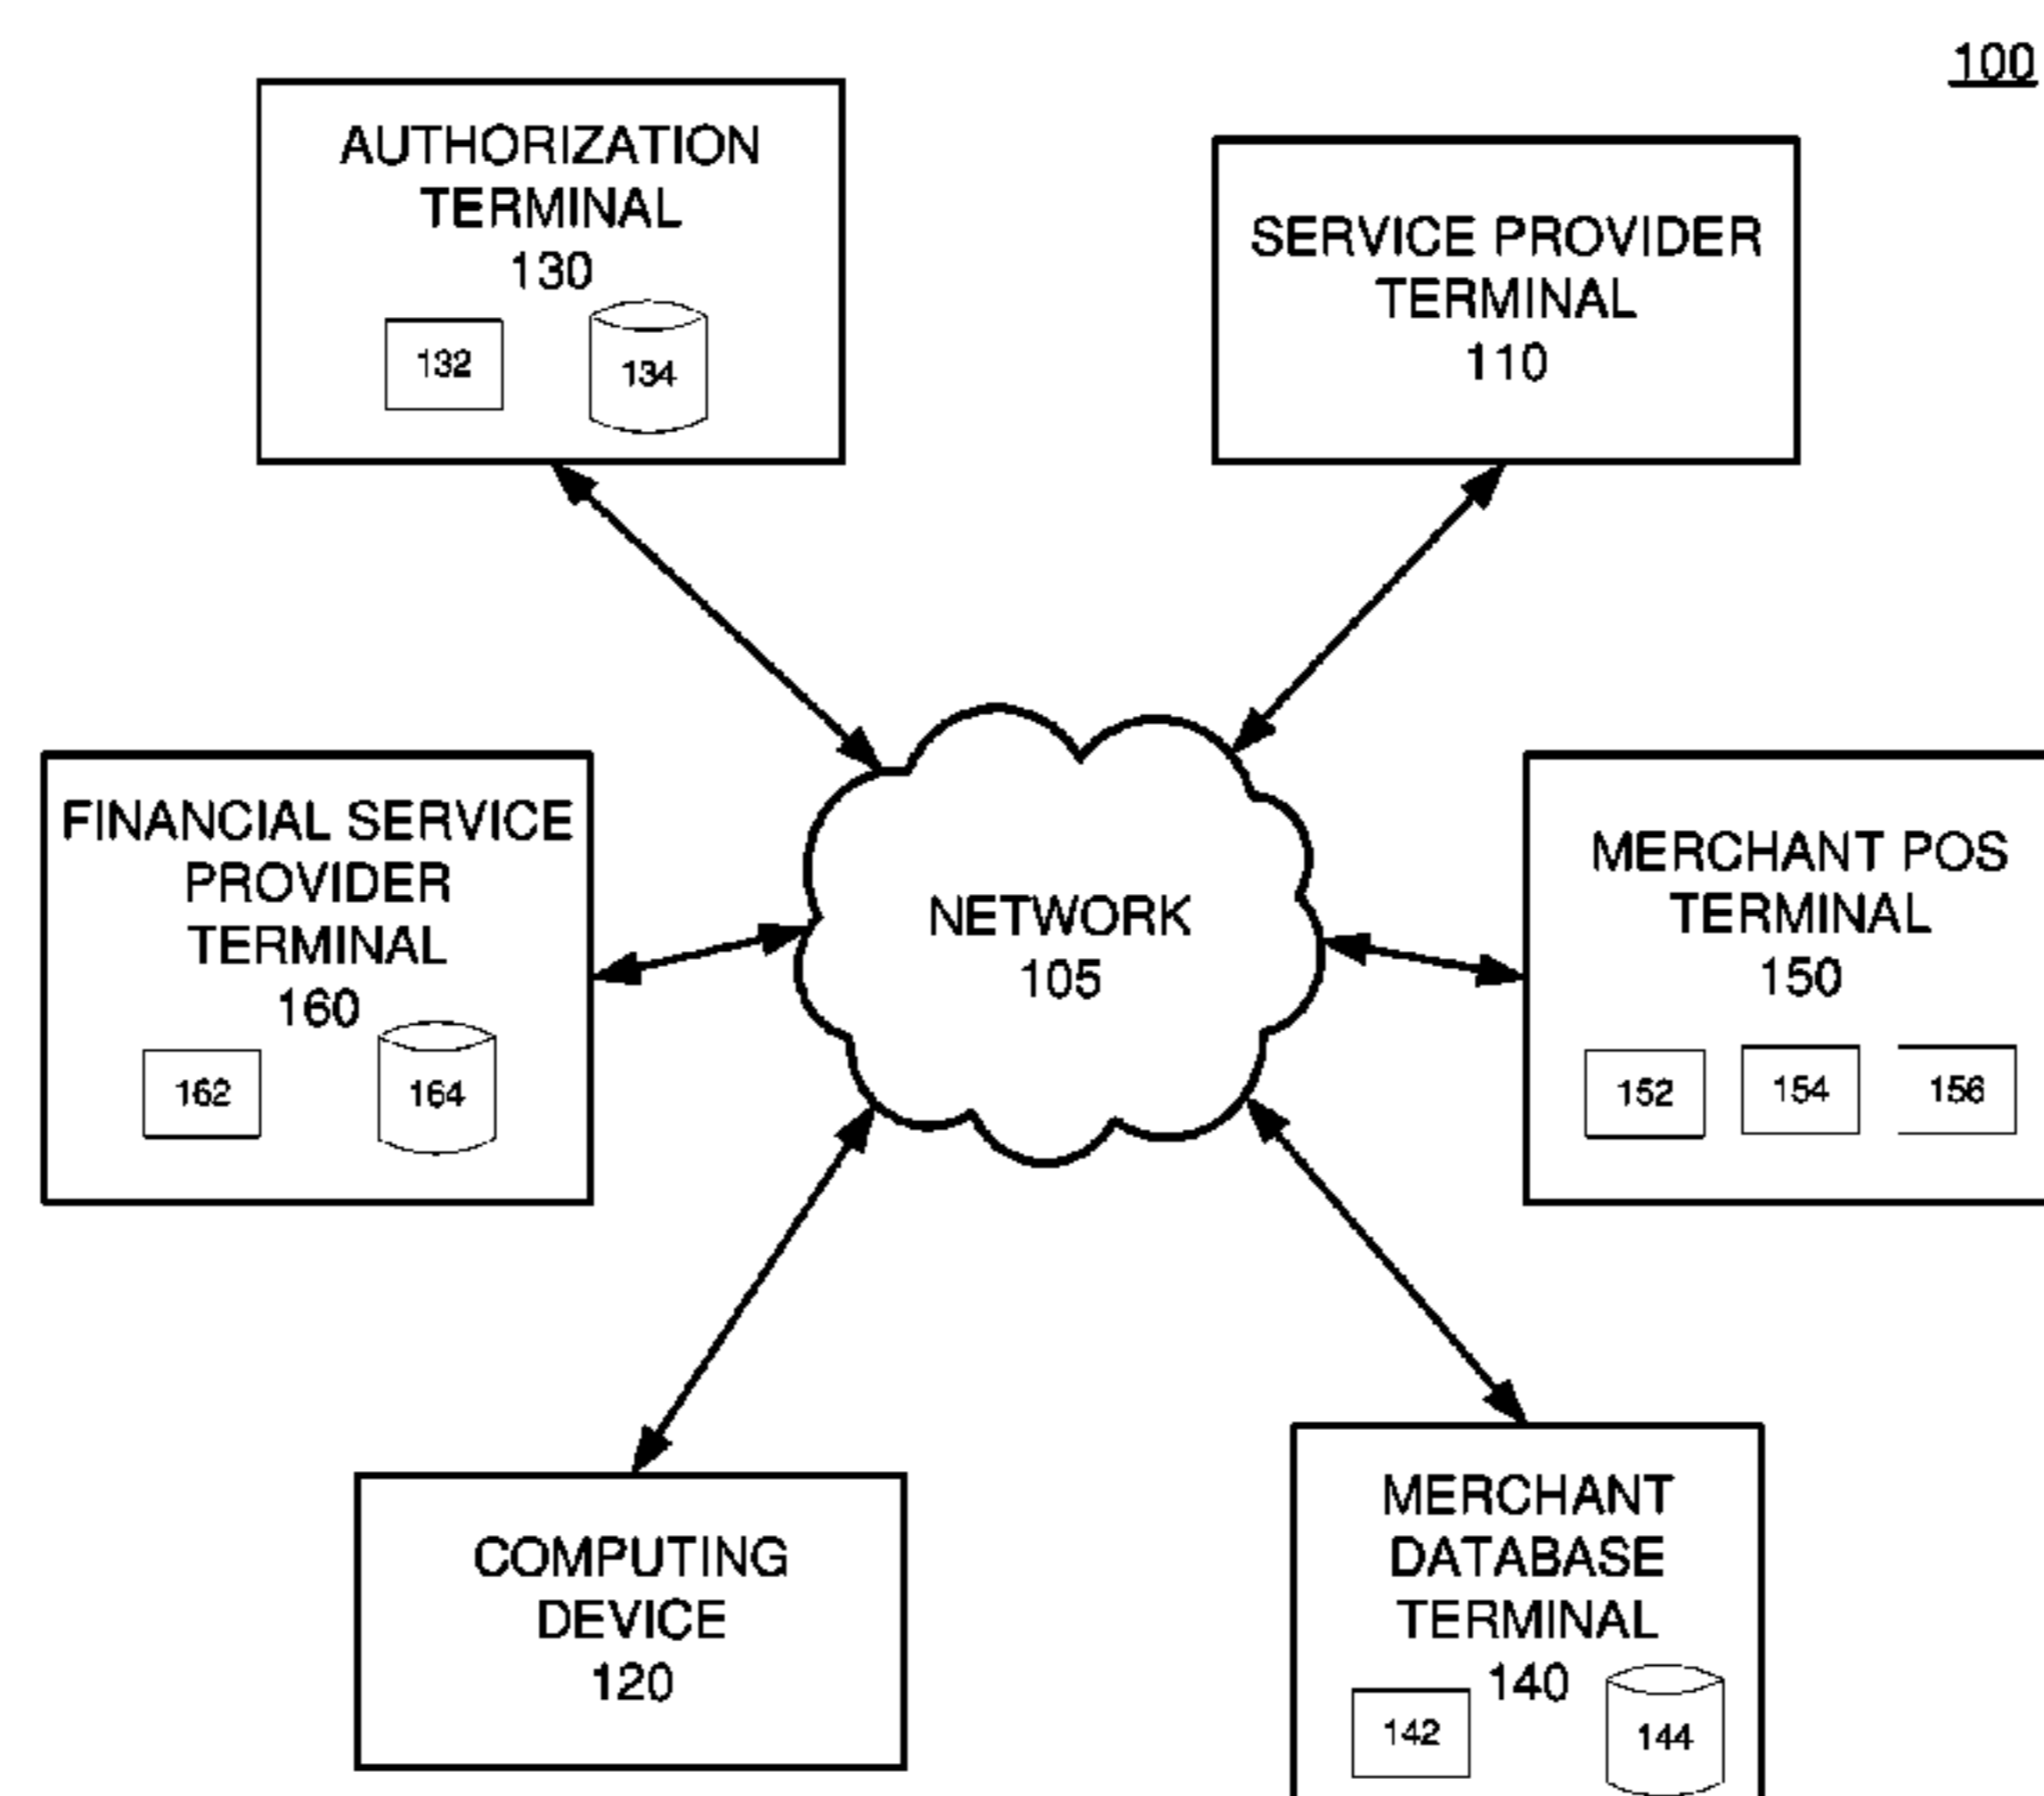 100
AUTHORIZATION
TERMINAL
130
132
134
SERVICE PROVIDER
TERMINAL
110
FINANCIAL SERVICE
PROVIDER
TERMINAL
160
162
164
NETWORK
105
MERCHANT POS
TERMINAL
150
152
154
156
COMPUTING
DEVICE
120
MERCHANT
DATABASE
TERMINAL
140
142
144